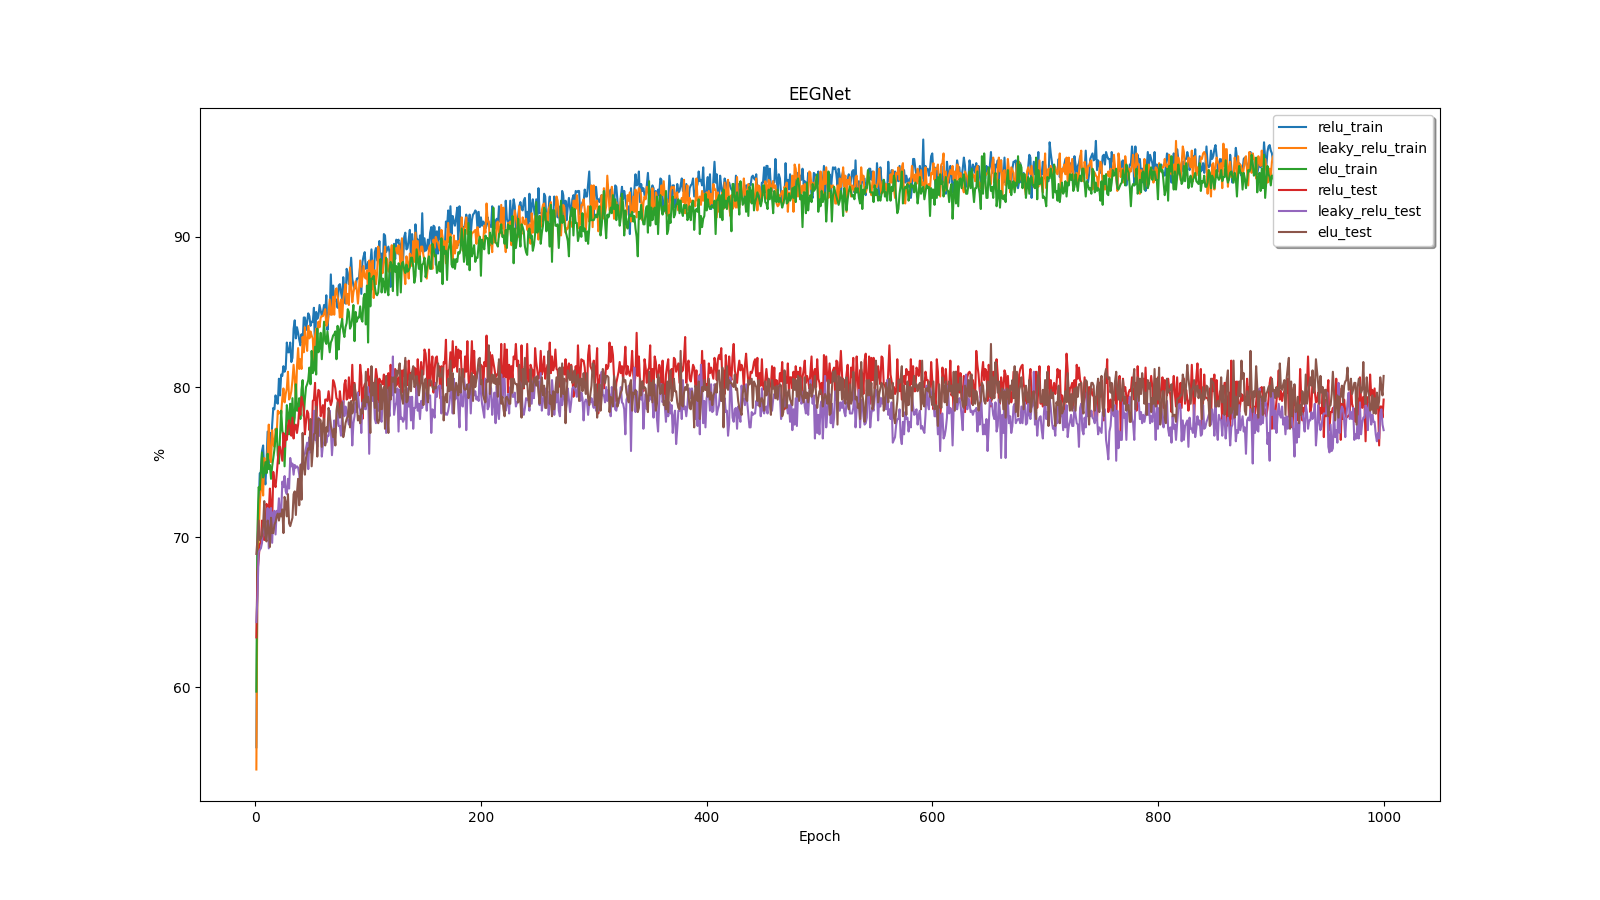 EEGNet
relu_train
leaky_relu_train
elu_train
relu_test
leaky_relu_test
elu_test
90
80
70
60
%
0 200 400 600 800 1000
Epoch